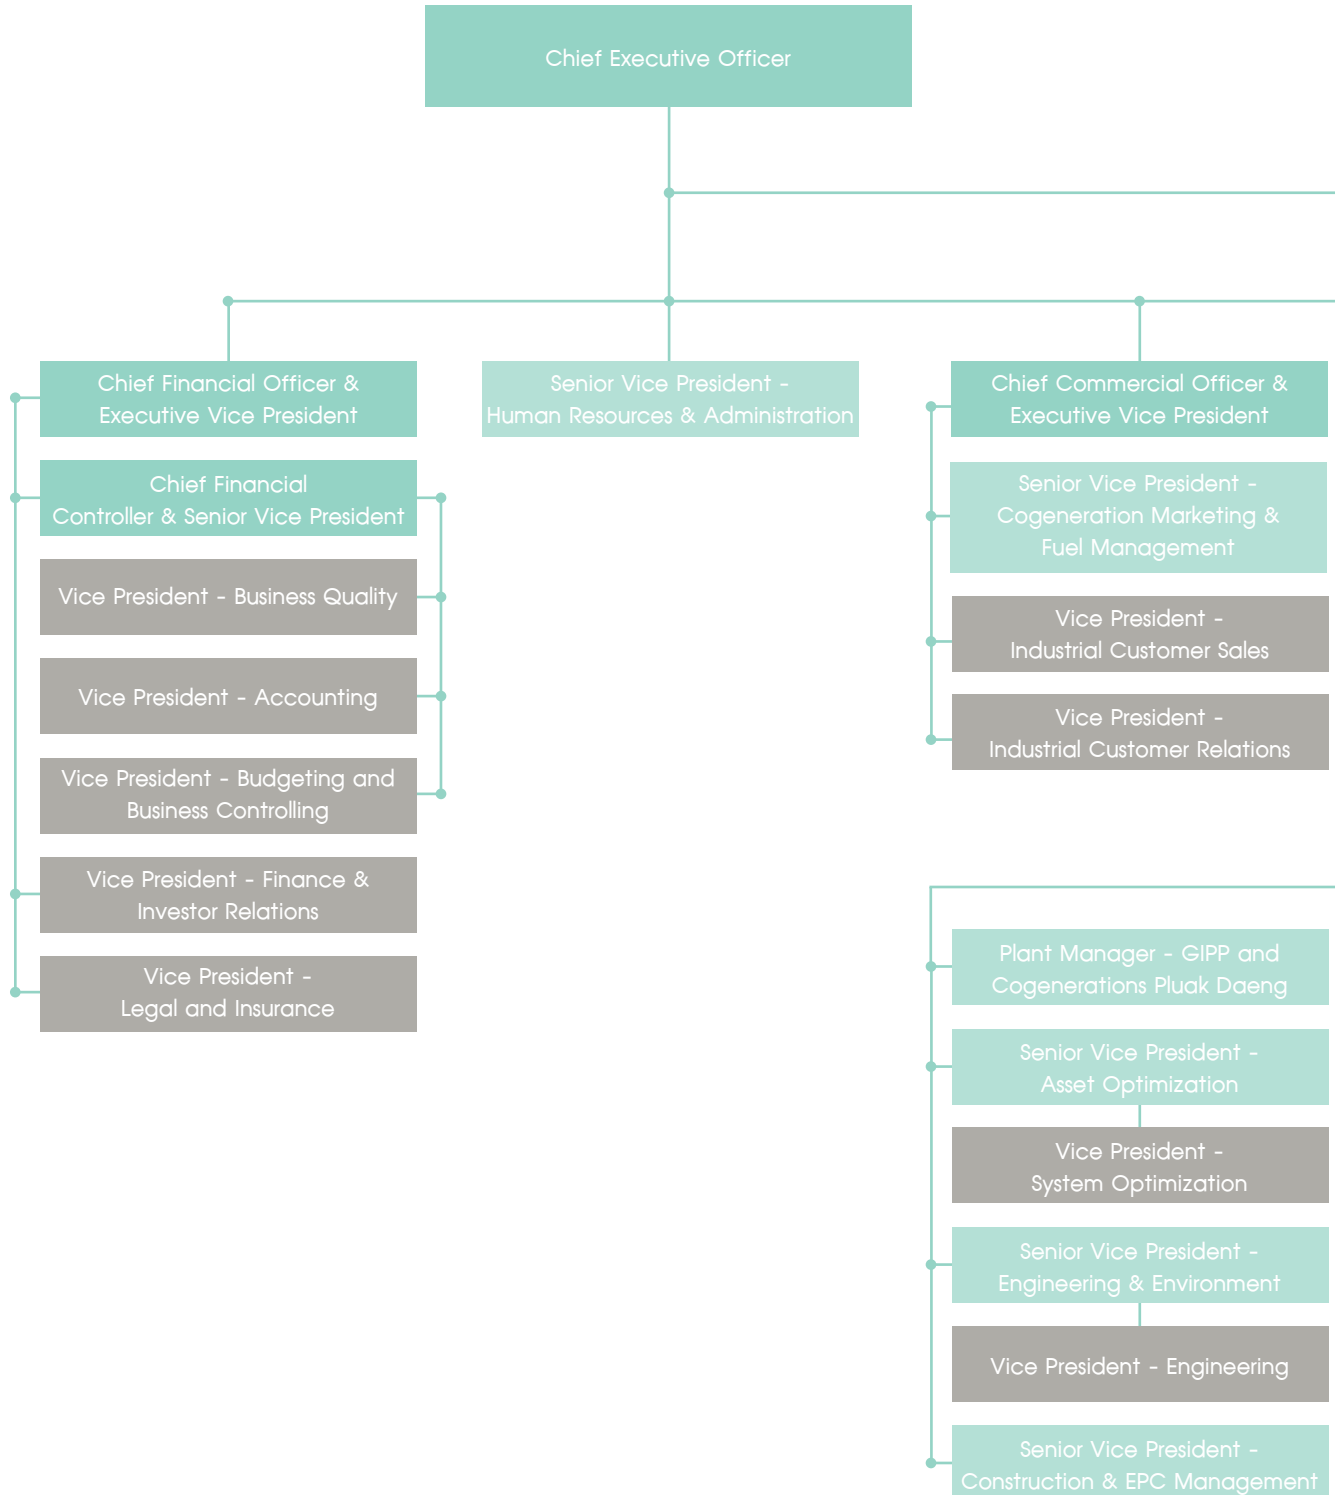 Chief Executive Officer
Chief Financial Officer &
Executive Vice President
Senior Vice President -
Human Resources & Administration
Chief Commercial Officer &
Executive Vice President
Chief Financial
Controller & Senior Vice President
Vice President - Business Quality
Vice President - Accounting
Vice President - Budgeting and
Business Controlling
Vice President - Finance &
Investor Relations
Vice President -
Legal and Insurance
Senior Vice President -
Cogeneration Marketing &
Fuel Management
Vice President -
Industrial Customer Sales
Vice President -
Industrial Customer Relations
Plant Manager - GIPP and
Cogenerations Pluak Daeng
Senior Vice President -
Asset Optimization
Vice President -
System Optimization
Senior Vice President -
Engineering & Environment
Vice President - Engineering
Senior Vice President -
Construction & EPC Management